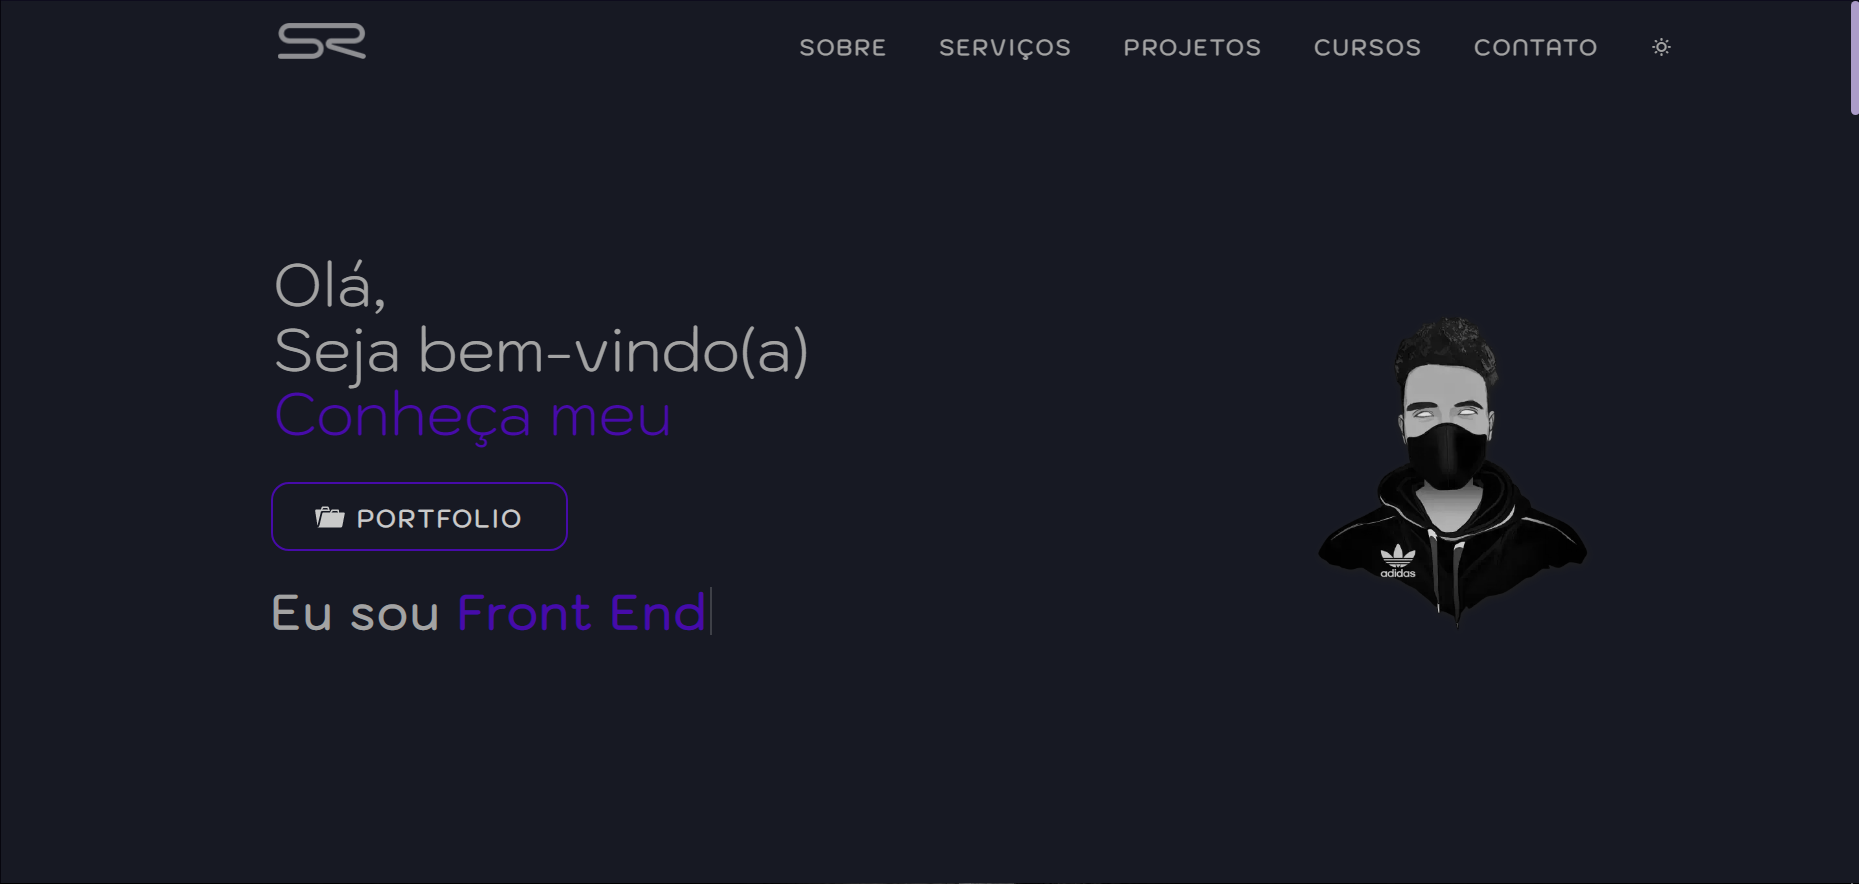 SR
SOBRE SERVIÇOS PROJETOS CURSOS CONTATO
Olá,
Seja bem-vindo(a)
Conheça meu
PORTFOLIO
Eu sou Front End
adidas